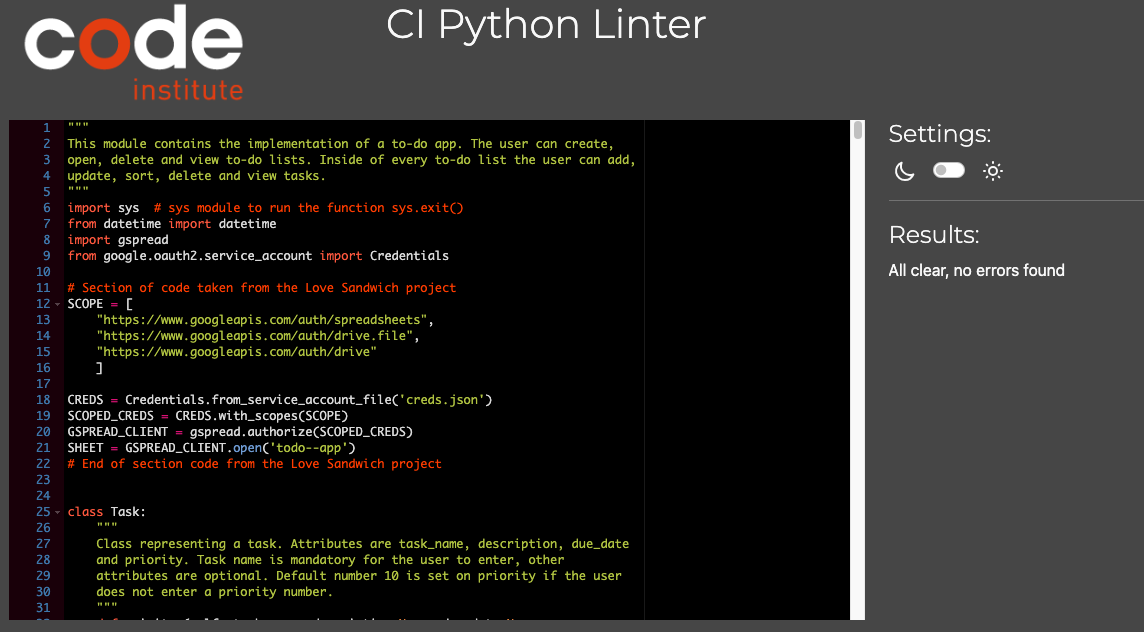 code
institute
CI Python Linter
1 """
2 This module contains the implementation of a to-do app. The user can create,
3 open, delete and view to-do lists. Inside of every to-do list the user can add,
4 update, sort, delete and view tasks.
5 """
6 import sys  # sys module to run the function sys.exit()
7 from datetime import datetime
8 import gspread
9 from google.oauth2.service_account import Credentials
10
11 # Section of code taken from the Love Sandwich project
12 SCOPE = [
13     "https://www.googleapis.com/auth/spreadsheets",
14     "https://www.googleapis.com/auth/drive.file",
15     "https://www.googleapis.com/auth/drive"
16     ]
17
18 CREDS = Credentials.from_service_account_file('creds.json')
19 SCOPED_CREDS = CREDS.with_scopes(SCOPE)
20 GSPREAD_CLIENT = gspread.authorize(SCOPED_CREDS)
21 SHEET = GSPREAD_CLIENT.open('todo--app')
22 # End of section code from the Love Sandwich project
23
24
25 class Task:
26     """
27     Class representing a task. Attributes are task_name, description, due_date
28     and priority. Task name is mandatory for the user to enter, other
29     attributes are optional. Default number 10 is set on priority if the user
30     does not enter a priority number.
31     """
Settings:
Results:
All clear, no errors found